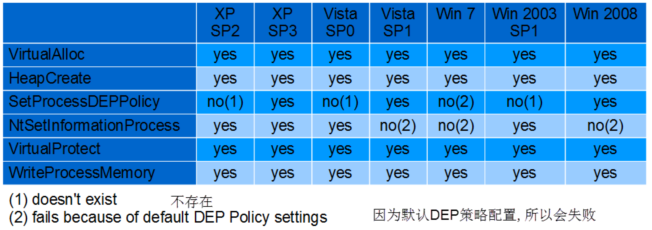 XP SP2 XP SP3 Vista SP0 Vista SP1 Win 7 Win 2003 SP1 Win 2008
VirtualAlloc yes yes yes yes yes yes yes
HeapCreate yes yes yes yes yes yes yes
SetProcessDEPPolicy no(1) yes no(1) yes no(2) no(1) yes
NtSetInformationProcess yes yes yes no(2) no(2) yes no(2)
VirtualProtect yes yes yes yes yes yes yes
WriteProcessMemory yes yes yes yes yes yes yes
(1) doesn't exist 不存在
(2) fails because of default DEP Policy settings 因为默认DEP策略配置, 所以会失败